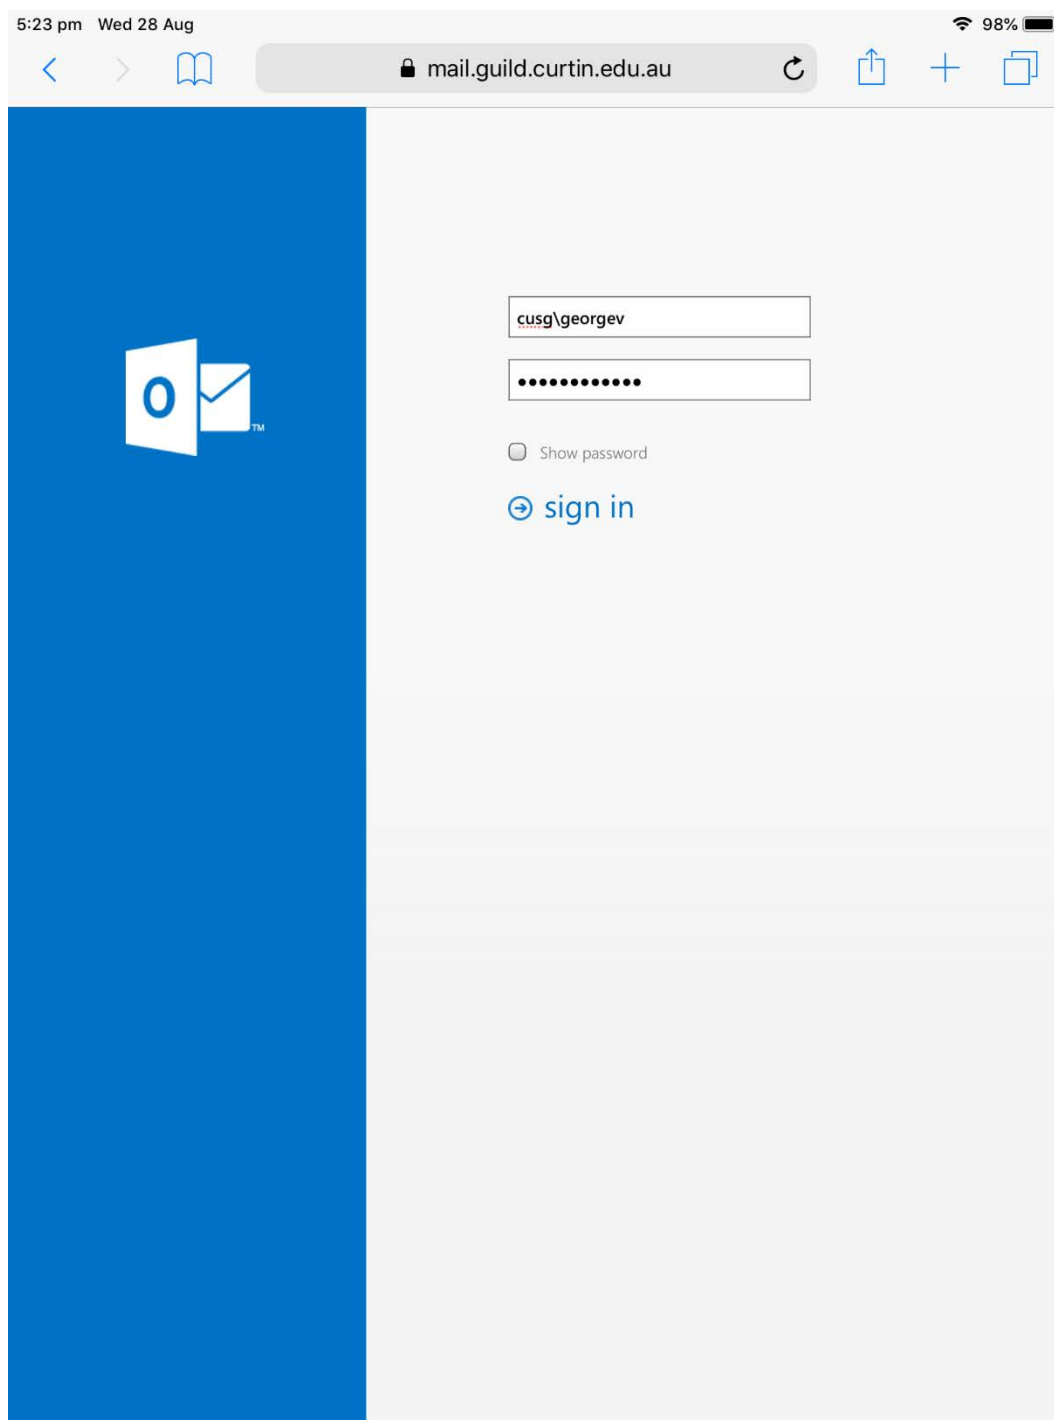 5:23 pm Wed 28 Aug 98%
mail.guild.curtin.edu.au
cusg\georgev
O
TM
••••••••••••
Show password
sign in